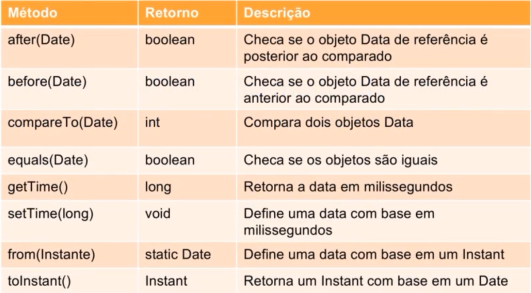 Método Retorno Descrição
after(Date) boolean Checa se o objeto Data de referência é
posterior ao comparado
before(Date) boolean Checa se o objeto Data de referência é
anterior ao comparado
compareTo(Date) int Compara dois objetos Data
equals(Date) boolean Checa se os objetos são iguais
getTime() long Retorna a data em milissegundos
setTime(long) void Define uma data com base em
milissegundos
from(Instante) static Date Define uma data com base em um Instant
toInstant() Instant Retorna um Instant com base em um Date